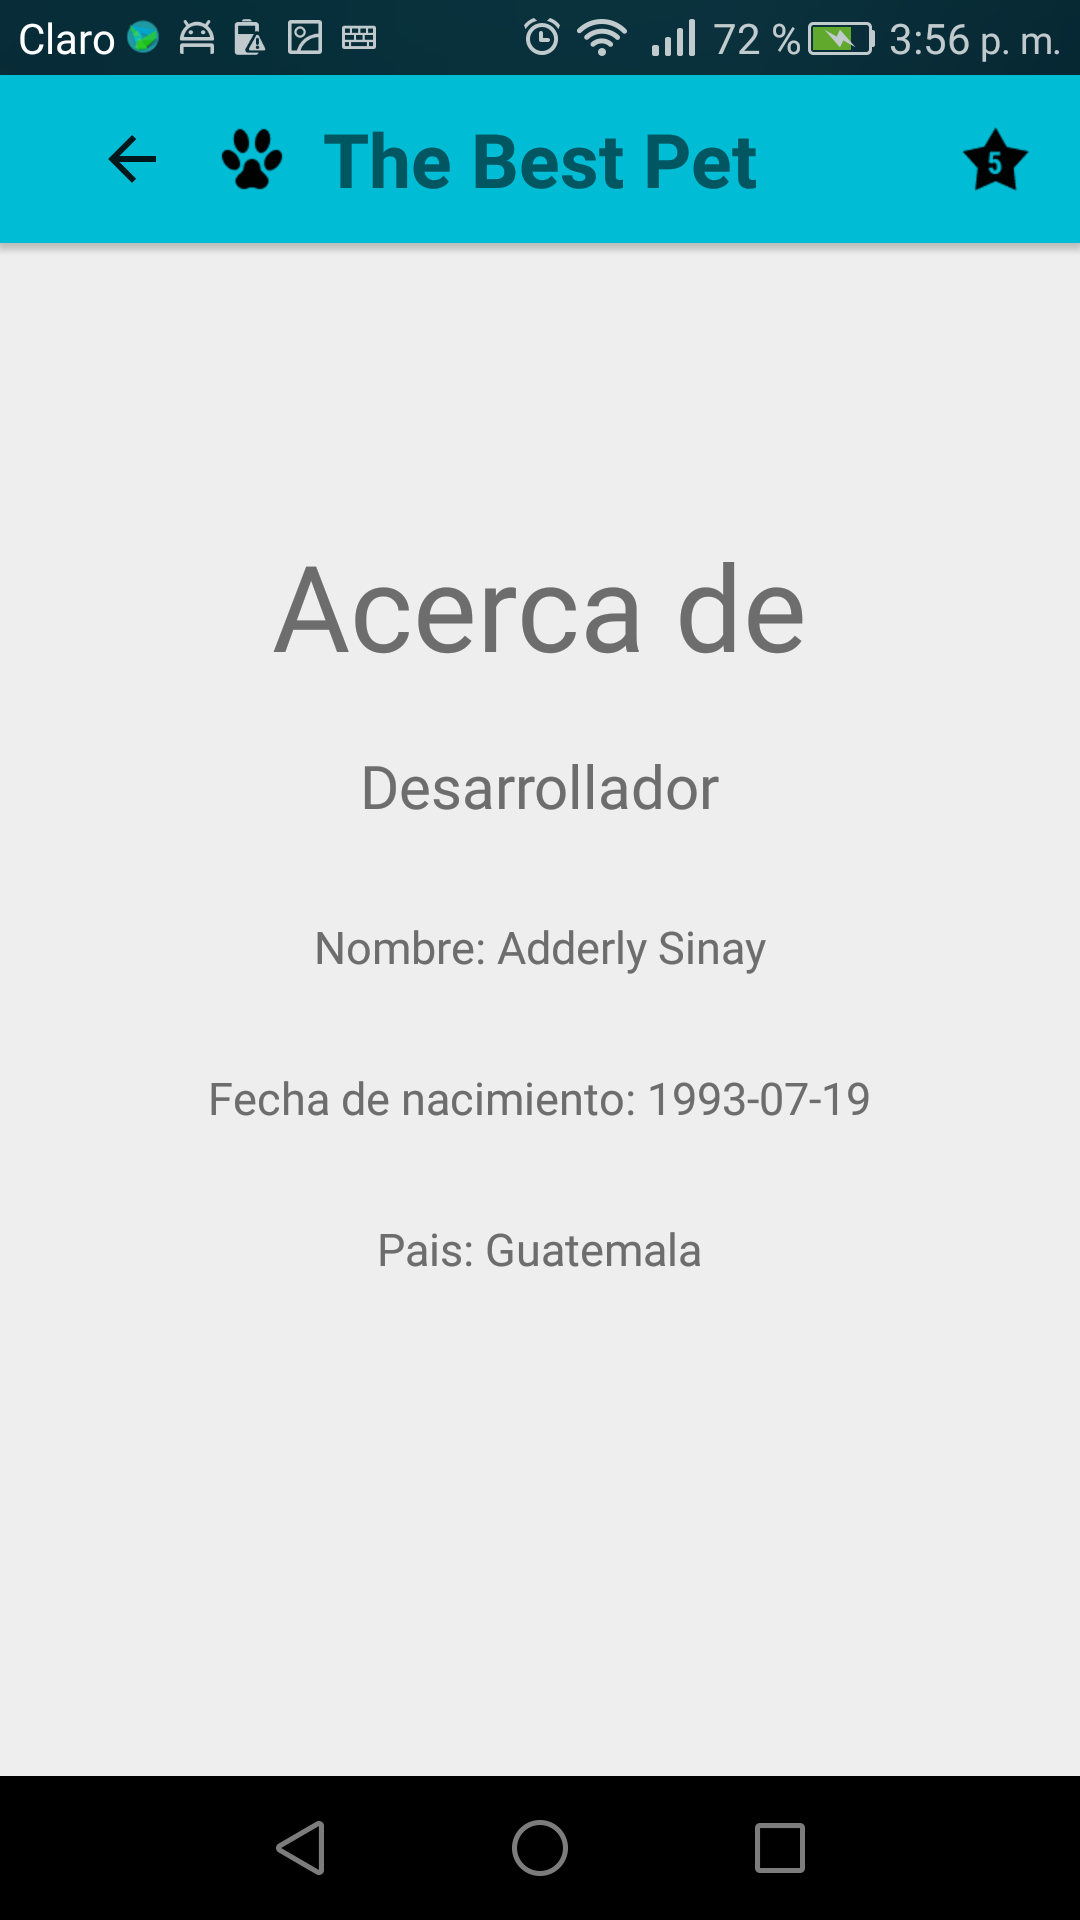 Claro 72 % 3:56 p. m.
The Best Pet 5
Acerca de
Desarrollador
Nombre: Adderly Sinay
Fecha de nacimiento: 1993-07-19
Pais: Guatemala